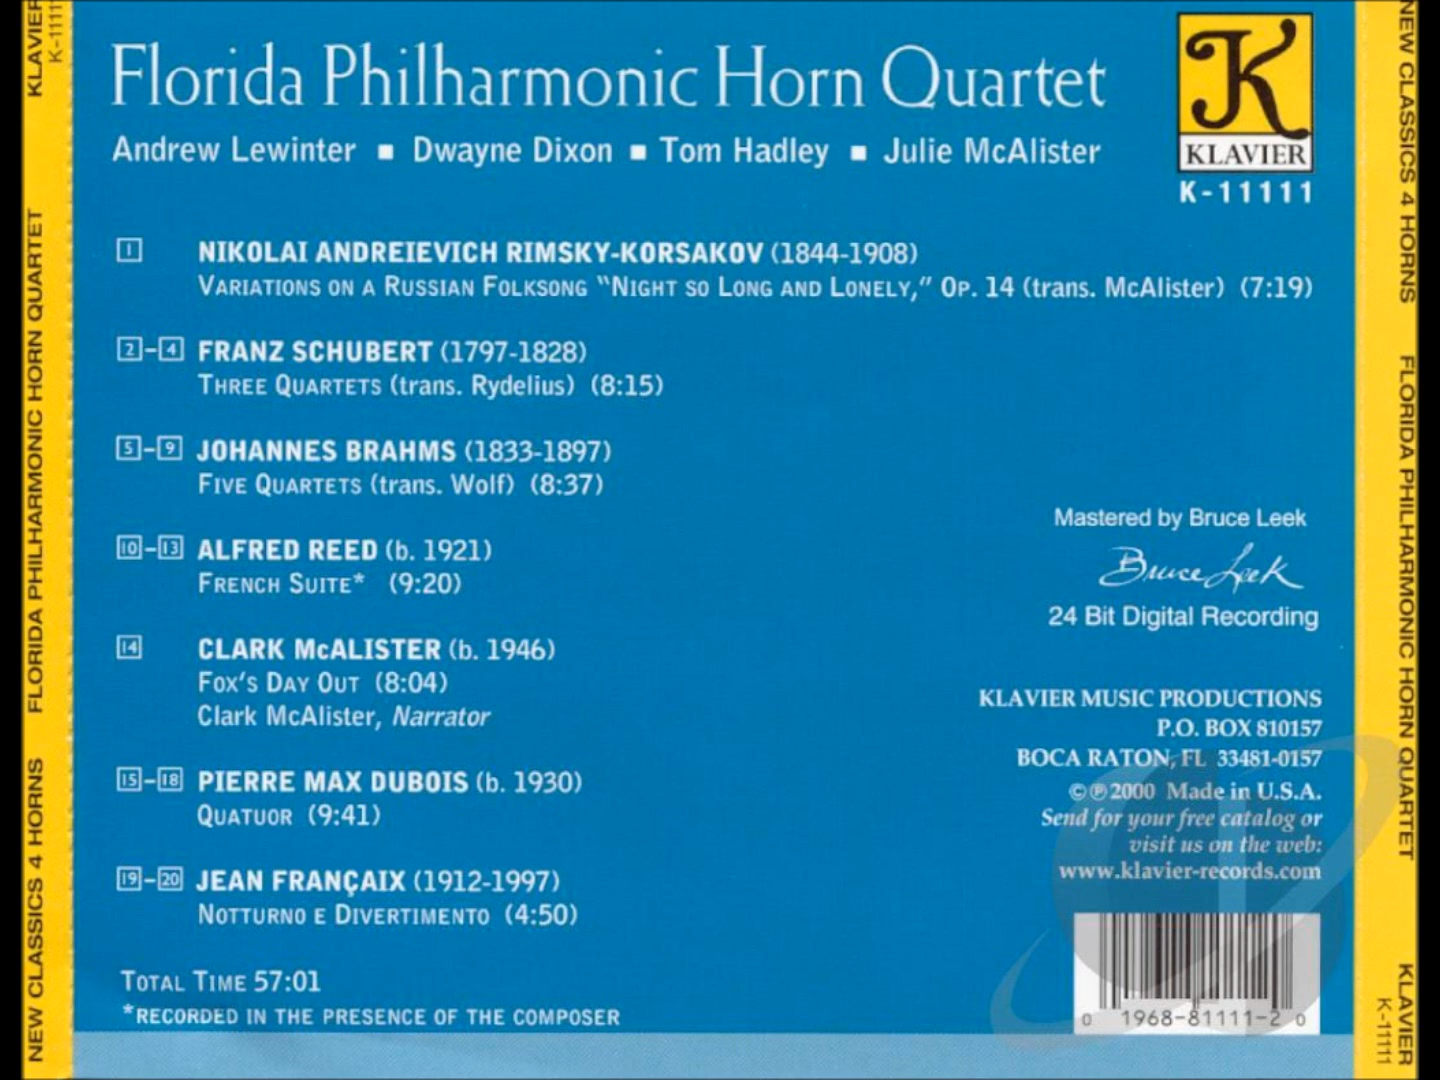 Florida Philharmonic Horn Quartet
Andrew Lewinter ■ Dwayne Dixon ■ Tom Hadley ■ Julie McAlister
K
KLAVIER
K-11111
1 NIKOLAI ANDREIEVICH RIMSKY-KORSAKOV (1844-1908)
VARIATIONS ON A RUSSIAN FOLKSONG “NIGHT SO LONG AND LONELY,” OP. 14 (trans. McAlister) (7:19)
2-4 FRANZ SCHUBERT (1797-1828)
THREE QUARTETS (trans. Rydelius) (8:15)
5-9 JOHANNES BRAHMS (1833-1897)
FIVE QUARTETS (trans. Wolf) (8:37)
10-13 ALFRED REED (b. 1921)
FRENCH SUITE* (9:20)
14 CLARK McALISTER (b. 1946)
FOX'S DAY OUT (8:04)
Clark McAlister, Narrator
15-18 PIERRE MAX DUBOIS (b. 1930)
QUATUOR (9:41)
19-20 JEAN FRANÇAIX (1912-1997)
NOTTURNO E DIVERTIMENTO (4:50)
TOTAL TIME 57:01
*RECORDED IN THE PRESENCE OF THE COMPOSER
Mastered by Bruce Leek
Bruce Leek
24 Bit Digital Recording
KLAVIER MUSIC PRODUCTIONS
P.O. BOX 810157
BOCA RATON, FL 33481-0157
©℗2000 Made in U.S.A.
Send for your free catalog or
visit us on the web:
www.klavier-records.com
0 1968-81111-2 0
NEW CLASSICS 4 HORNS FLORIDA PHILHARMONIC HORN QUARTET KLAVIER
K-11111
NEW CLASSICS 4 HORNS FLORIDA PHILHARMONIC HORN QUARTET KLAVIER
K-11111